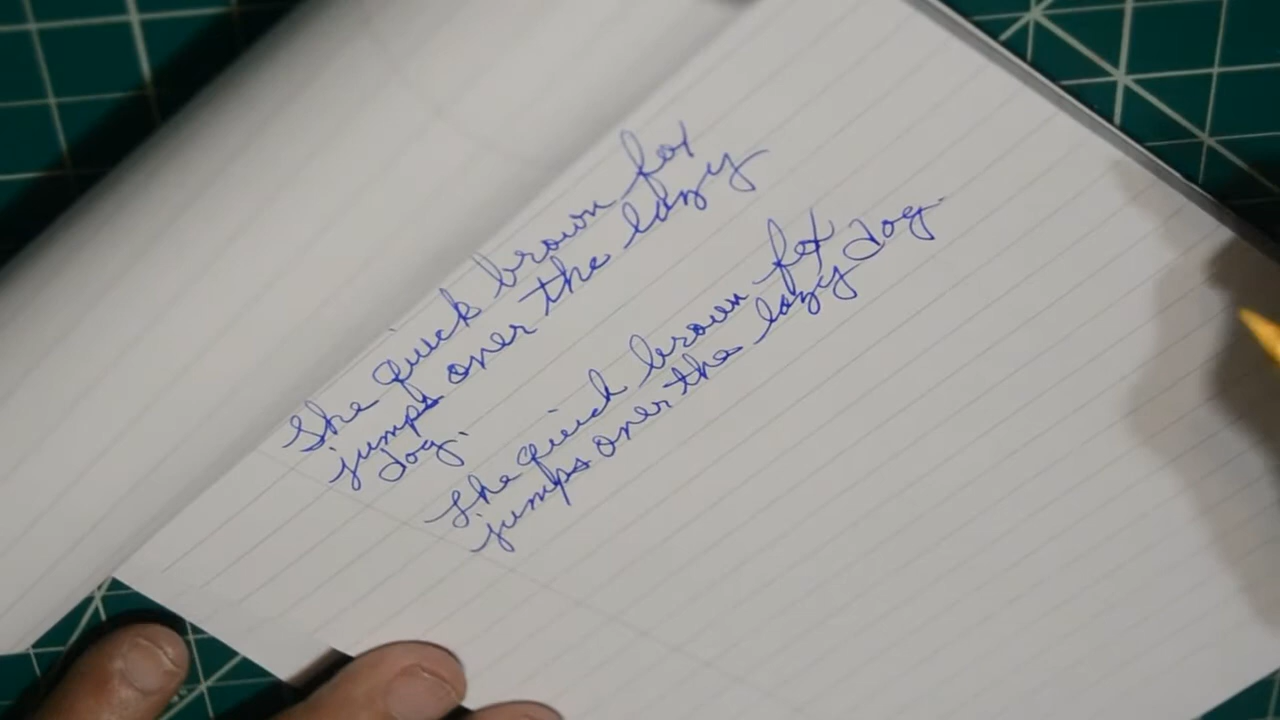 The quick brown fox
jumps over the lazy
dog.
The quick brown fox
jumps over the lazy dog.